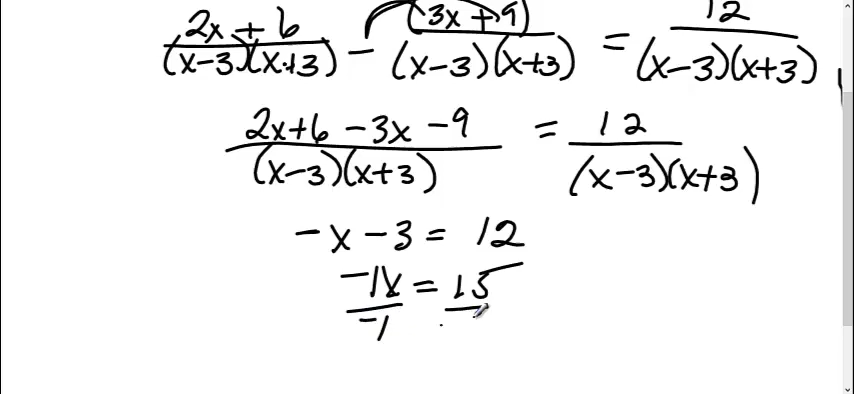 2x + 6 / (x-3)(x+3) - (3x + 9) / (x-3)(x+3) = 12 / (x-3)(x+3)
2x+6 - 3x - 9 / (x-3)(x+3) = 12 / (x-3)(x+3)
-x - 3 = 12
-1x / -1 = 15